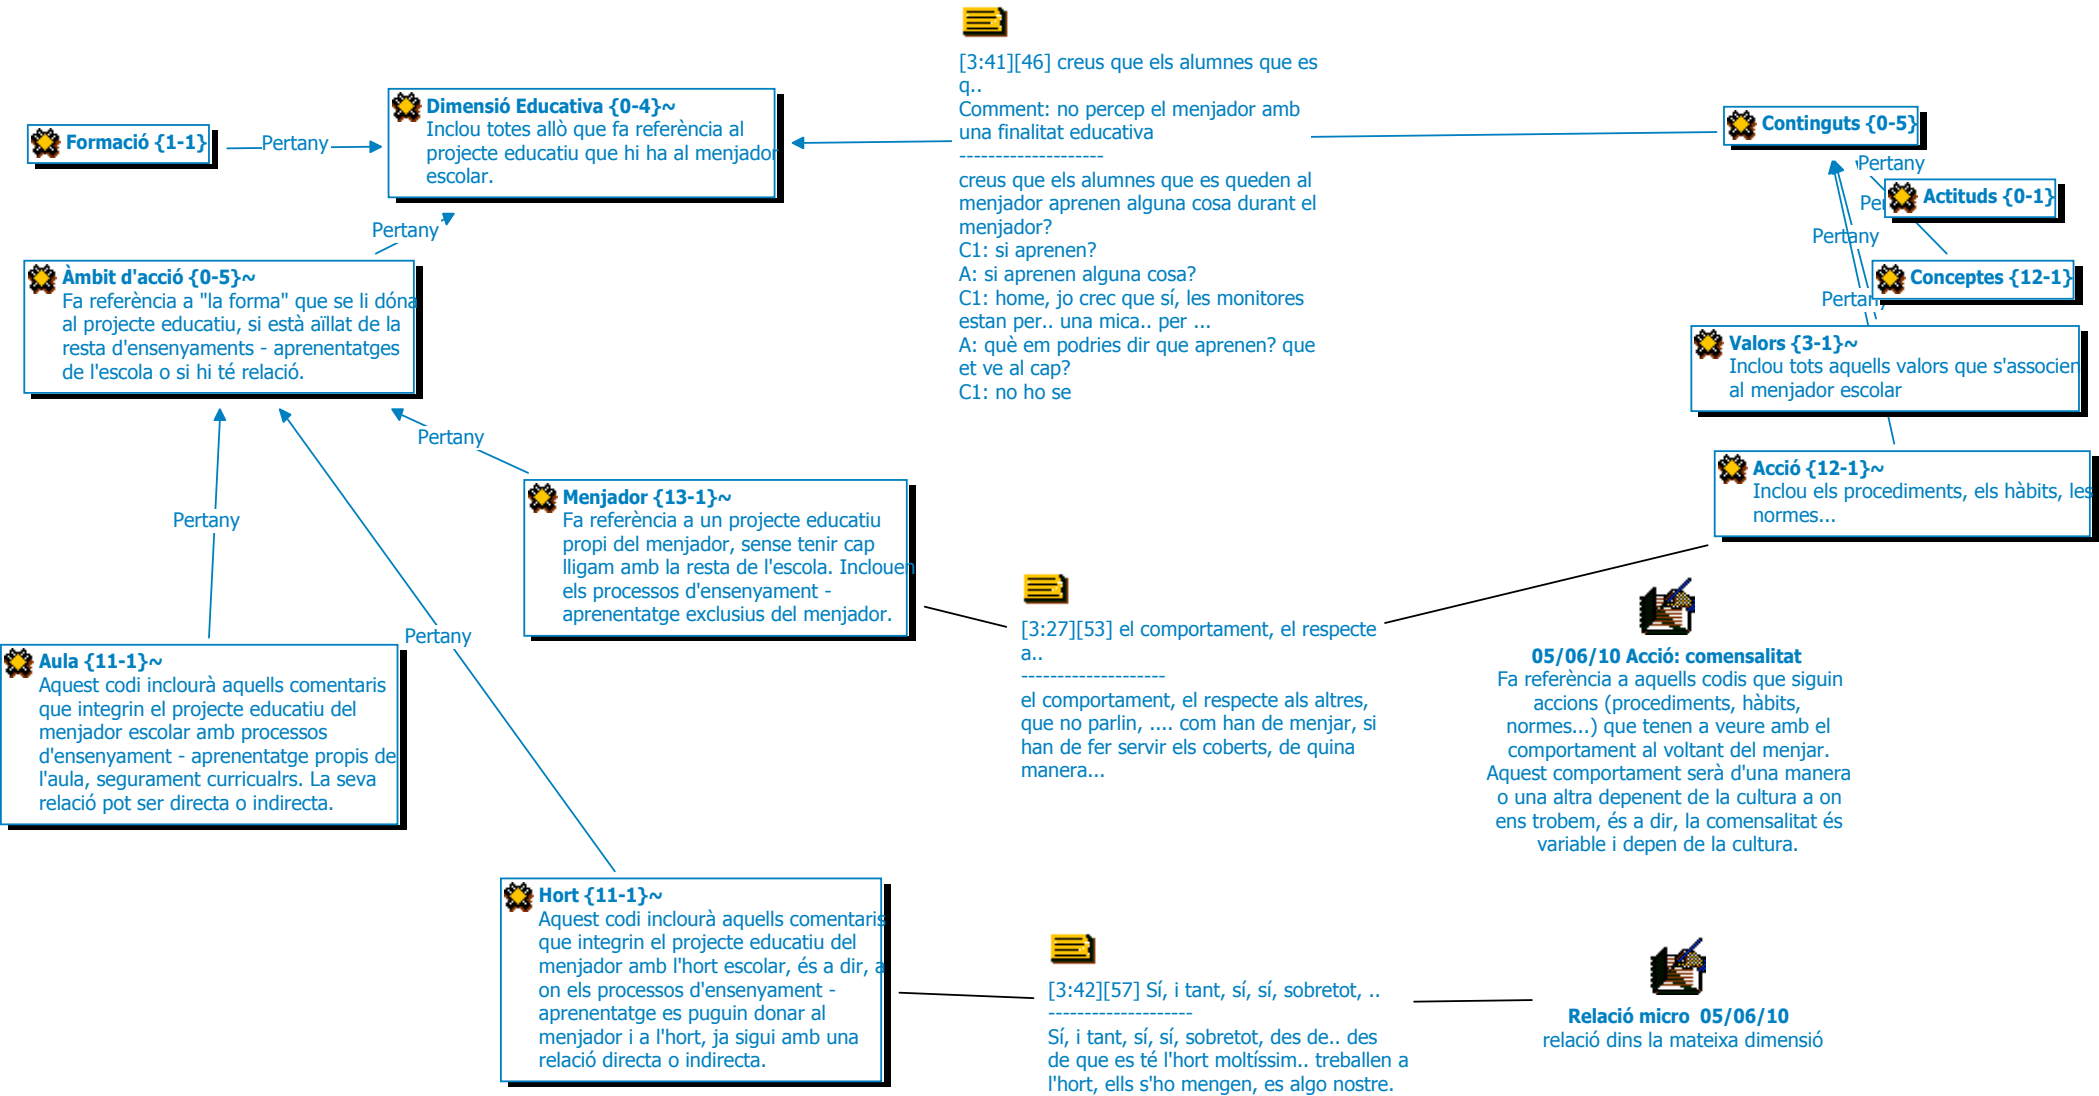 [3:41][46] creus que els alumnes que es
q..
Comment: no percep el menjador amb
una finalitat educativa
--------------------
creus que els alumnes que es queden al
menjador aprenen alguna cosa durant el
menjador?
C1: si aprenen?
A: si aprenen alguna cosa?
C1: home, jo crec que sí, les monitores
estan per.. una mica.. per ...
A: què em podries dir que aprenen? que
et ve al cap?
C1: no ho se
Formació {1-1}
Pertany
Dimensió Educativa {0-4}~
Inclou totes allò que fa referència al
projecte educatiu que hi ha al menjador
escolar.
Pertany
Àmbit d'acció {0-5}~
Fa referència a "la forma" que se li dóna
al projecte educatiu, si està aïllat de la
resta d'ensenyaments - aprenentatges
de l'escola o si hi té relació.
Continguts {0-5}
Pertany
Actituds {0-1}
Pertany
Conceptes {12-1}
Valors {3-1}~
Inclou tots aquells valors que s'associen
al menjador escolar
Acció {12-1}~
Inclou els procediments, els hàbits, les
normes...
Pertany
Menjador {13-1}~
Fa referència a un projecte educatiu
propi del menjador, sense tenir cap
lligam amb la resta de l'escola. Inclouen
els processos d'ensenyament -
aprenentatge exclusius del menjador.
Pertany
Pertany
Aula {11-1}~
Aquest codi inclourà aquells comentaris
que integrin el projecte educatiu del
menjador escolar amb processos
d'ensenyament - aprenentatge propis de
l'aula, segurament curricualrs. La seva
relació pot ser directa o indirecta.
[3:27][53] el comportament, el respecte
a..
--------------------
el comportament, el respecte als altres,
que no parlin, .... com han de menjar, si
han de fer servir els coberts, de quina
manera...
05/06/10 Acció: comensalitat
Fa referència a aquells codis que siguin
accions (procediments, hàbits,
normes...) que tenen a veure amb el
comportament al voltant del menjar.
Aquest comportament serà d'una manera
o una altra depenent de la cultura a on
ens trobem, és a dir, la comensalitat és
variable i depen de la cultura.
Hort {11-1}~
Aquest codi inclourà aquells comentaris
que integrin el projecte educatiu del
menjador amb l'hort escolar, és a dir, a
on els processos d'ensenyament -
aprenentatge es puguin donar al
menjador i a l'hort, ja sigui amb una
relació directa o indirecta.
[3:42][57] Sí, i tant, sí, sí, sobretot, ..
--------------------
Sí, i tant, sí, sí, sobretot, des de.. des
de que es té l'hort moltíssim.. treballen a
l'hort, ells s'ho mengen, es algo nostre.
Relació micro 05/06/10
relació dins la mateixa dimensió